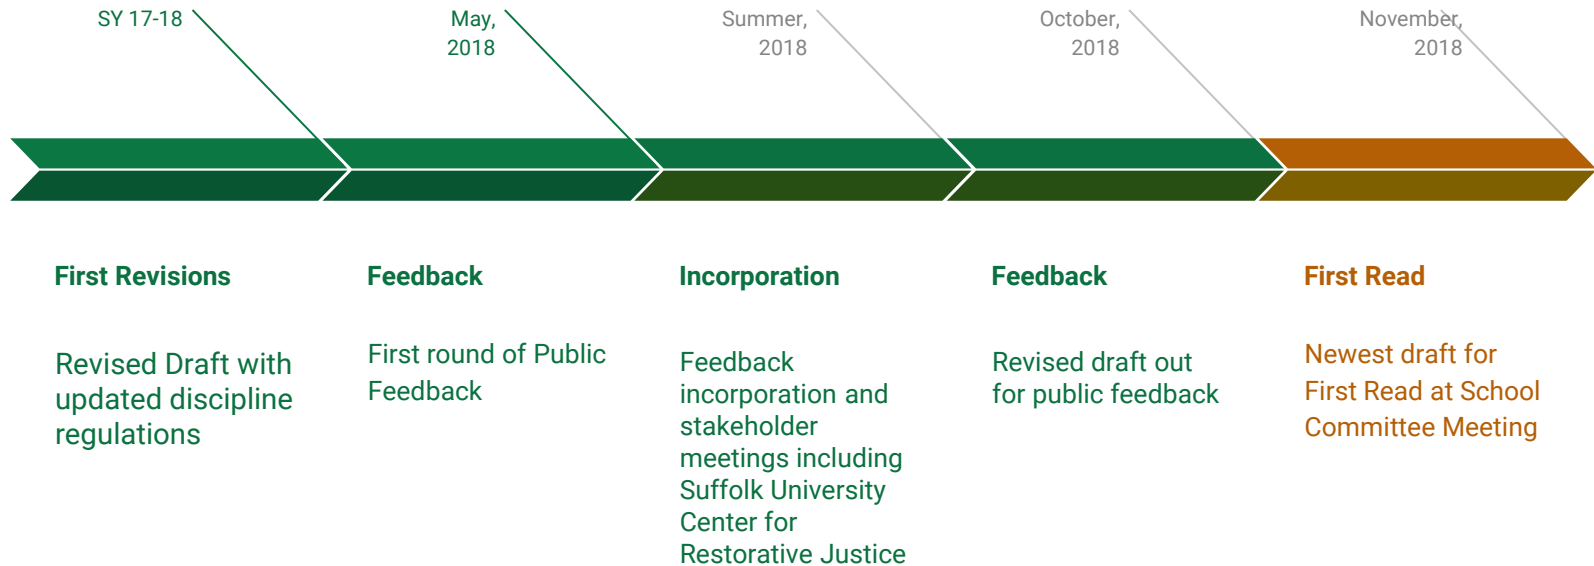 SY 17-18
May,
2018
Summer,
2018
October,
2018
November,
2018
First Revisions
Revised Draft with
updated discipline
regulations
Feedback
First round of Public
Feedback
Incorporation
Feedback
incorporation and
stakeholder
meetings including
Suffolk University
Center for
Restorative Justice
Feedback
Revised draft out
for public feedback
First Read
Newest draft for
First Read at School
Committee Meeting